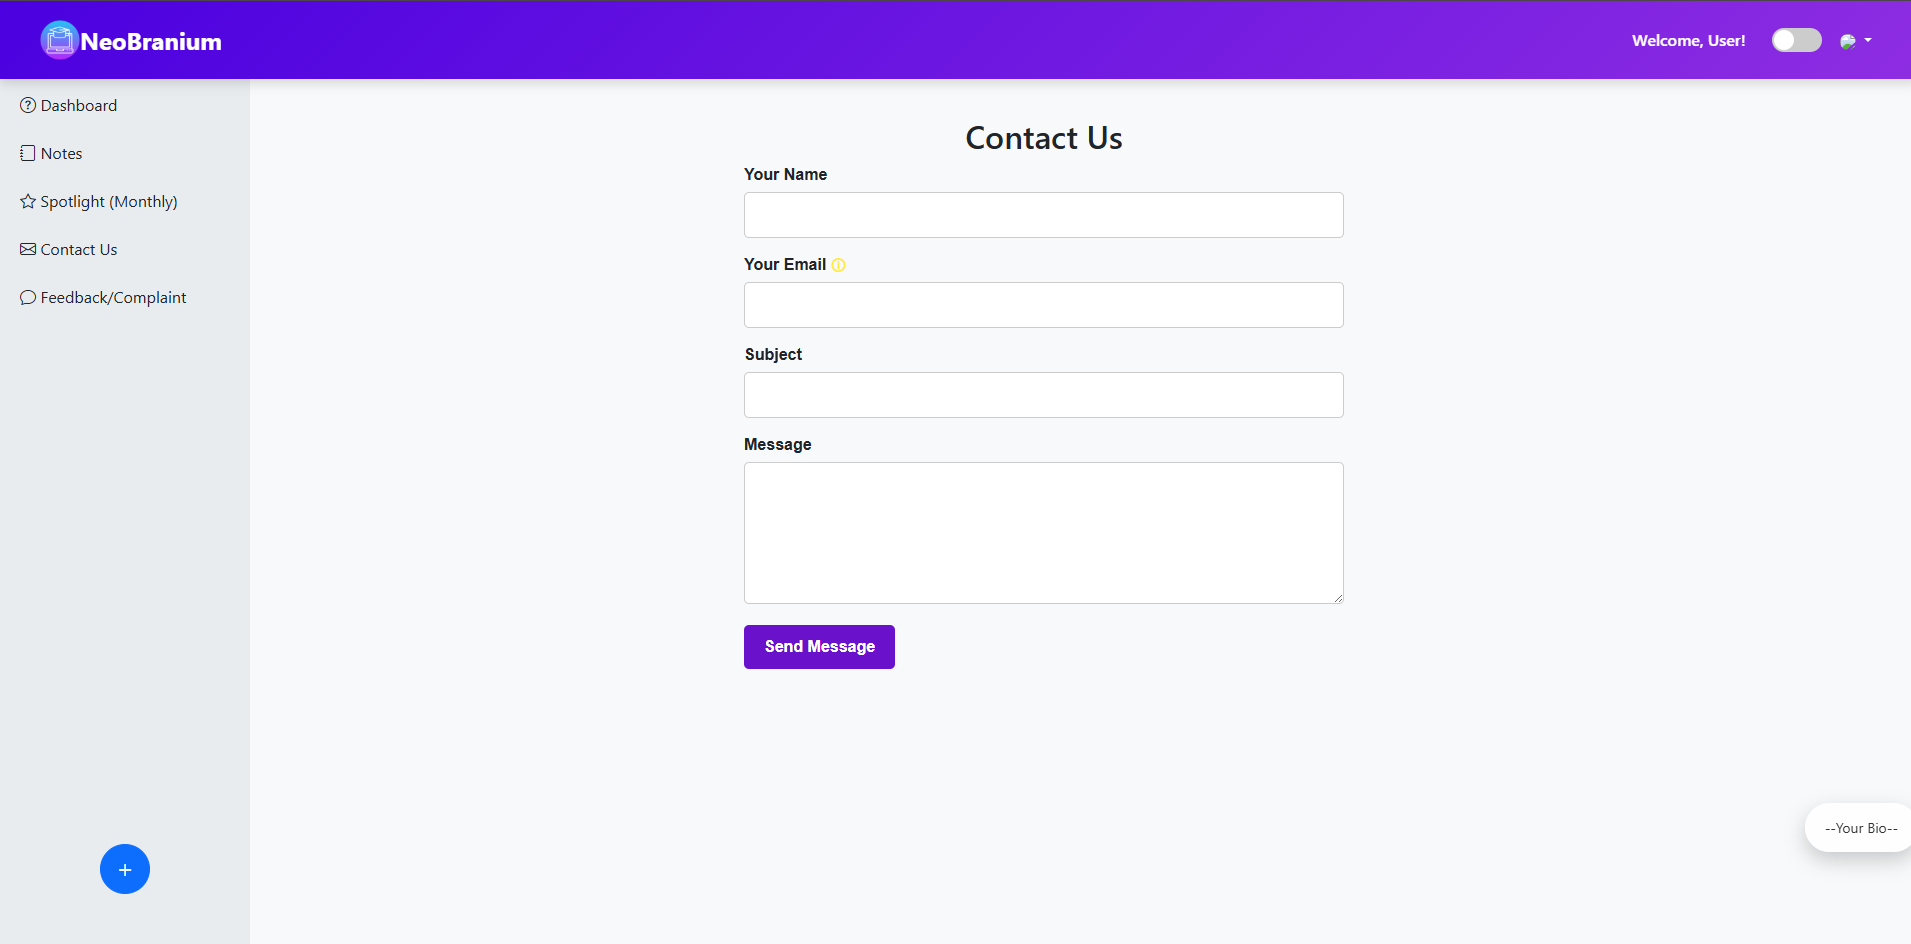 NeoBranium
Welcome, User!
Dashboard
Notes
Spotlight (Monthly)
Contact Us
Feedback/Complaint
Contact Us
Your Name
Your Email
Subject
Message
Send Message
--Your Bio--
+